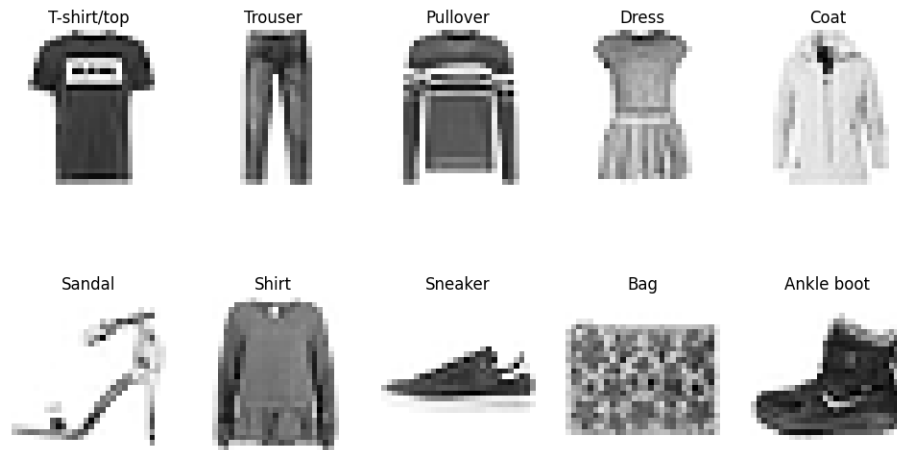 T-shirt/top
Trouser
Pullover
Dress
Coat
Sandal
Shirt
Sneaker
Bag
Ankle boot